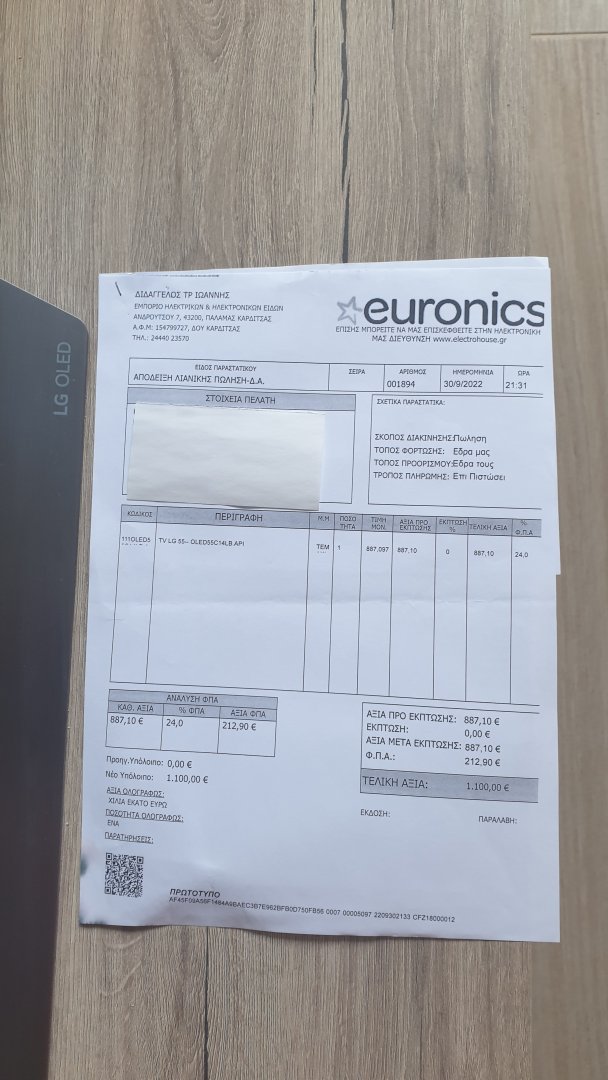 LG OLED
ΔΙΔΑΓΓΕΛΟΣ ΤΡ ΙΩΑΝΝΗΣ
ΕΜΠΟΡΙΟ ΗΛΕΚΤΡΙΚΩΝ & ΗΛΕΚΤΡΟΝΙΚΩΝ ΕΙΔΩΝ
ΑΝΔΡΟΥΤΣΟΥ 7, 43200, ΠΑΛΑΜΑΣ ΚΑΡΔΙΤΣΑΣ
Α.Φ.Μ: 154799727, ΔΟΥ ΚΑΡΔΙΤΣΑΣ
ΤΗΛ.: 24440 23570
euronics
ΕΠΙΣΗΣ ΜΠΟΡΕΙΤΕ ΝΑ ΜΑΣ ΕΠΙΣΚΕΦΘΕΙΤΕ ΣΤΗΝ ΗΛΕΚΤΡΟΝΙΚΗ
ΜΑΣ ΔΙΕΥΘΥΝΣΗ www.electrohouse.gr
ΕΙΔΟΣ ΠΑΡΑΣΤΑΤΙΚΟΥ ΣΕΙΡΑ ΑΡΙΘΜΟΣ ΗΜΕΡΟΜΗΝΙΑ ΩΡΑ
ΑΠΟΔΕΙΞΗ ΛΙΑΝΙΚΗΣ ΠΩΛΗΣΗ-Δ.Α. 001894 30/9/2022 21:31
ΣΤΟΙΧΕΙΑ ΠΕΛΑΤΗ
ΣΧΕΤΙΚΑ ΠΑΡΑΣΤΑΤΙΚΑ:
ΣΚΟΠΟΣ ΔΙΑΚΙΝΗΣΗΣ:Πωληση
ΤΟΠΟΣ ΦΟΡΤΩΣΗΣ: Εδρα μας
ΤΟΠΟΣ ΠΡΟΟΡΙΣΜΟΥ:Εδρα τους
ΤΡΟΠΟΣ ΠΛΗΡΩΜΗΣ: Επι Πιστώσει
ΚΩΔΙΚΟΣ ΠΕΡΙΓΡΑΦΗ Μ.Μ ΠΟΣΟΤΗΤΑ ΤΙΜΗ ΜΟΝ. ΑΞΙΑ ΠΡΟ ΕΚΠΤΩΣΗΣ ΕΚΠΤΩΣΗ % ΤΕΛΙΚΗ ΑΞΙΑ % Φ.Π.Α.
111OLED5 TV LG 55-- OLED55C14LB.API ΤΕΜ 1 887,097 887,10 0 887,10 24,0
ΑΝΑΛΥΣΗ ΦΠΑ
ΚΑΘ. ΑΞΙΑ % ΦΠΑ ΑΞΙΑ ΦΠΑ
887,10 € 24,0 212,90 €
Προηγ.Υπόλοιπο: 0,00 €
Νέο Υπόλοιπο: 1.100,00 €
ΑΞΙΑ ΟΛΟΓΡΑΦΩΣ:
ΧΙΛΙΑ ΕΚΑΤΟ ΕΥΡΩ
ΠΟΣΟΤΗΤΑ ΟΛΟΓΡΑΦΩΣ:
ΕΝΑ
ΠΑΡΑΤΗΡΗΣΕΙΣ:
ΑΞΙΑ ΠΡΟ ΕΚΠΤΩΣΗΣ: 887,10 €
ΕΚΠΤΩΣΗ: 0,00 €
ΑΞΙΑ ΜΕΤΑ ΕΚΠΤΩΣΗΣ: 887,10 €
Φ.Π.Α.: 212.90 €
ΤΕΛΙΚΗ ΑΞΙΑ: 1.100,00 €
ΕΚΔΟΣΗ: ΠΑΡΑΛΑΒΗ:
ΠΡΩΤΟΤΥΠΟ
AF45F09A56F1484A9BAEC3B7E962BFB0D750FB56 0007 00005097 2209302133 CFZ18000012